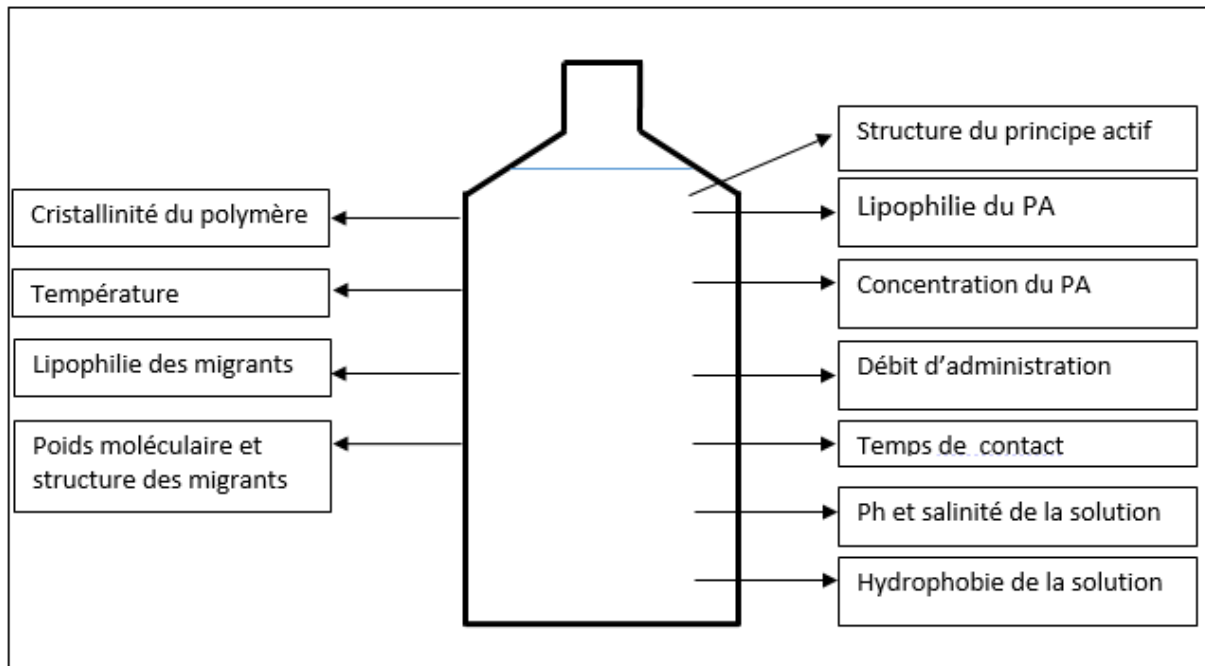 Cristallinité du polymère
Température
Lipophilie des migrants
Poids moléculaire et
structure des migrants
Structure du principe actif
Lipophilie du PA
Concentration du PA
Débit d’administration
Temps de contact
Ph et salinité de la solution
Hydrophobie de la solution